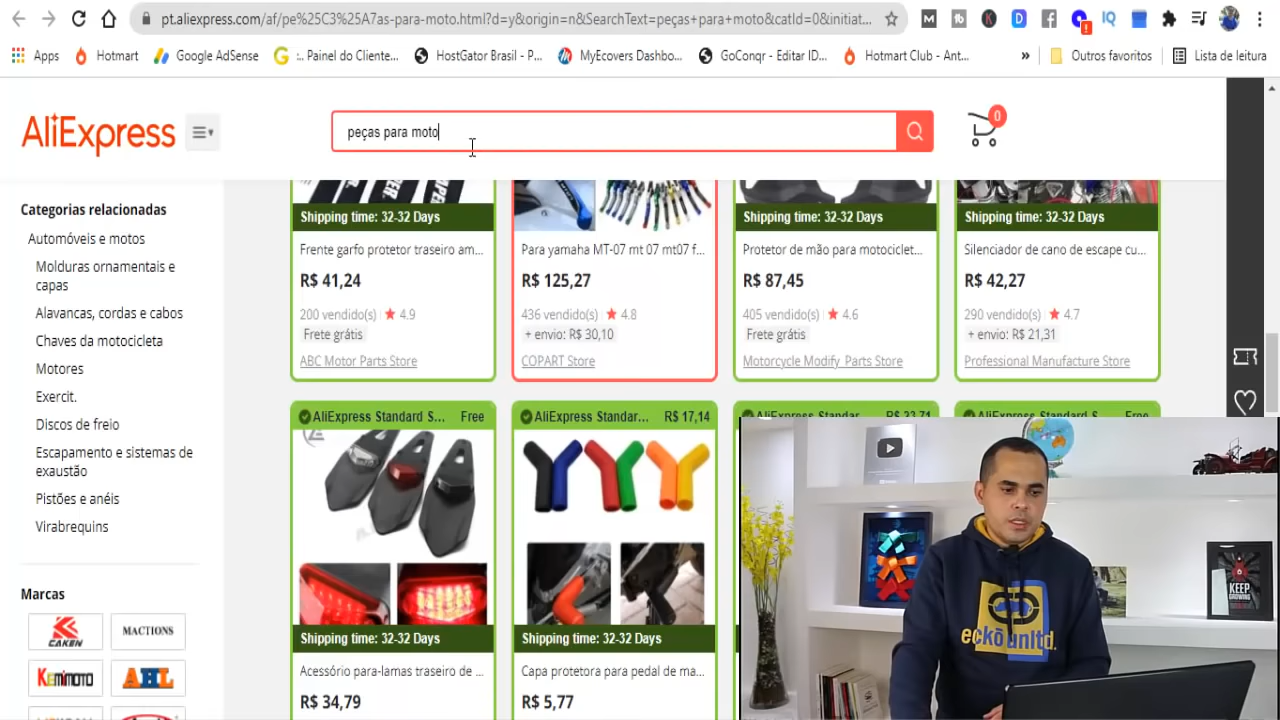 pt.aliexpress.com/af/pe%25C3%25A7as-para-moto.html?d=y&origin=n&SearchText=peças+para+moto&catId=0&initiat...
Apps
Hotmart
Google AdSense
:.. Painel do Cliente...
HostGator Brasil - P...
MyEcovers Dashbo...
GoConqr - Editar ID...
Hotmart Club - Ant...
»
Outros favoritos
Lista de leitura
AliExpress
peças para moto
0
Categorias relacionadas
Automóveis e motos
Molduras ornamentais e
capas
Alavancas, cordas e cabos
Chaves da motocicleta
Motores
Exercit.
Discos de freio
Escapamento e sistemas de
exaustão
Pistões e anéis
Virabrequins
Marcas
CAKEN
MACTIONS
KEMIMOTO
AHL
Shipping time: 32-32 Days
Frente garfo protetor traseiro am...
R$ 41,24
200 vendido(s) 4.9
Frete grátis
ABC Motor Parts Store
Shipping time: 32-32 Days
Para yamaha MT-07 mt 07 mt07 f...
R$ 125,27
436 vendido(s) 4.8
+ envio: R$ 30,10
COPART Store
Shipping time: 32-32 Days
Protetor de mão para motociclet...
R$ 87,45
405 vendido(s) 4.6
Frete grátis
Motorcycle Modify Parts Store
Shipping time: 32-32 Days
Silenciador de cano de escape cu...
R$ 42,27
290 vendido(s) 4.7
+ envio: R$ 21,31
Professional Manufacture Store
AliExpress Standard S... Free
Shipping time: 32-32 Days
Acessório para-lamas traseiro de ...
R$ 34,79
AliExpress Standar... R$ 17,14
Shipping time: 32-32 Days
Capa protetora para pedal de ma...
R$ 5,77
AliExpress Standar... R$ 23,71
AliExpress Standard S... Free
KEEP
GROWING
eckō unltd.